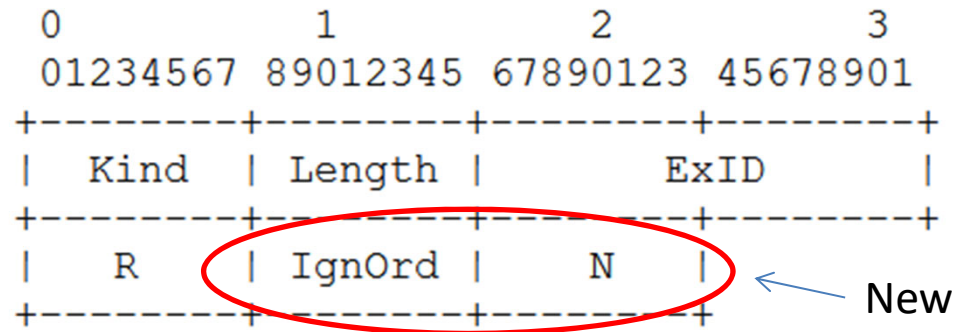 0 1 2 3
01234567 89012345 67890123 45678901
+--------+--------+--------+--------+
| Kind | Length | ExID |
+--------+--------+--------+--------+
| R | IgnOrd | N |
+--------+--------+--------+
New